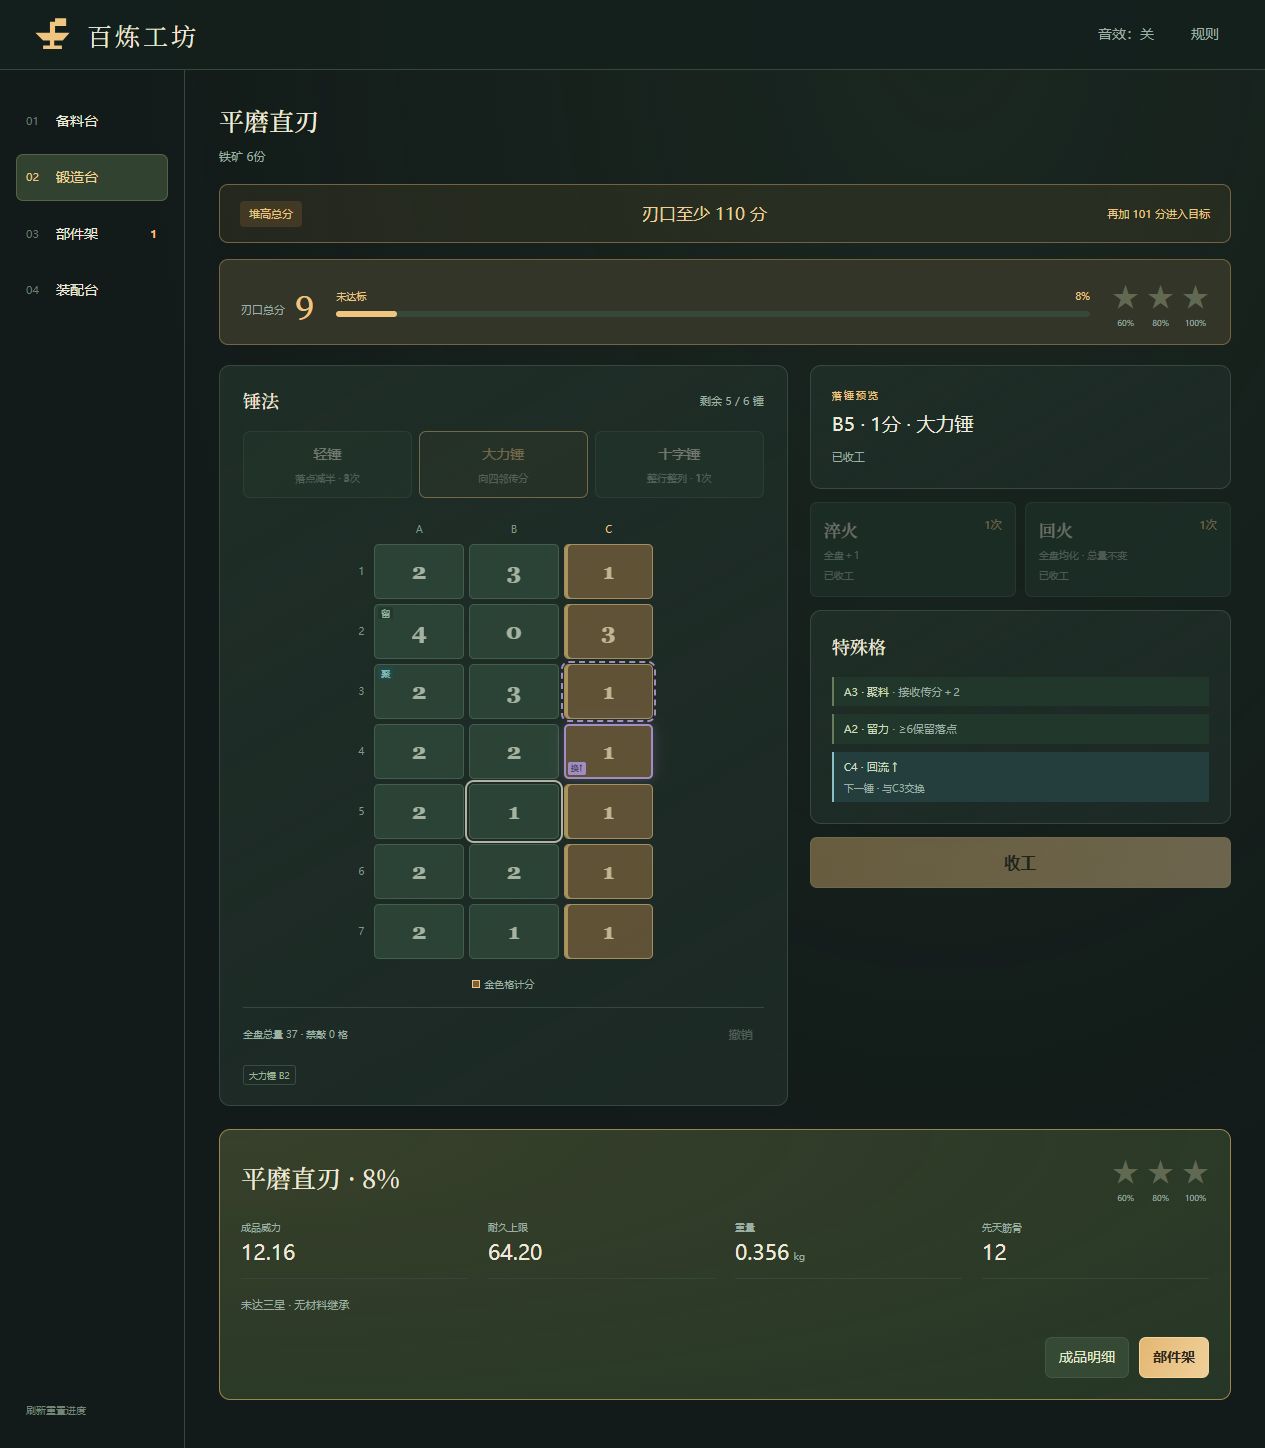 百炼工坊
音效：关
规则
01 备料台
02 锻造台
03 部件架 1
04 装配台
刷新重置进度
平磨直刃
铁矿 6份
堆高总分
刃口至少 110 分
再加 101 分进入目标
刃口总分 9
未达标
8%
★ ★ ★
60% 80% 100%
锤法
剩余 5 / 6 锤
轻锤
落点减半 · 3次
大力锤
向四邻传分
十字锤
整行整列 · 1次
A B C
1 2 3 1
2 留 4 0 3
3 聚 2 3 1
4 2 2 1 换↑
5 2 1 1
6 2 2 1
7 2 1 1
金色格计分
全盘总量 37 · 禁敲 0 格
撤销
大力锤 B2
落锤预览
B5 · 1分 · 大力锤
已收工
淬火 1次
全盘 + 1
已收工
回火 1次
全盘均化 · 总量不变
已收工
特殊格
A3 · 聚料 · 接收传分 + 2
A2 · 留力 · ≥6保留落点
C4 · 回流↑
下一锤 · 与C3交换
收工
平磨直刃 · 8%
★ ★ ★
60% 80% 100%
成品威力
12.16
耐久上限
64.20
重量
0.356 kg
先天筋骨
12
未达三星 · 无材料继承
成品明细
部件架